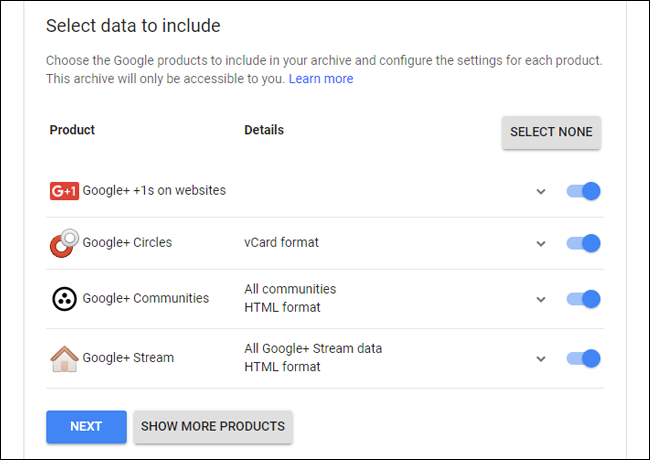 Select data to include
Choose the Google products to include in your archive and configure the settings for each product.
This archive will only be accessible to you. Learn more
Product Details SELECT NONE
G+1 Google+ +1s on websites
Google+ Circles vCard format
Google+ Communities All communities
HTML format
Google+ Stream All Google+ Stream data
HTML format
NEXT SHOW MORE PRODUCTS